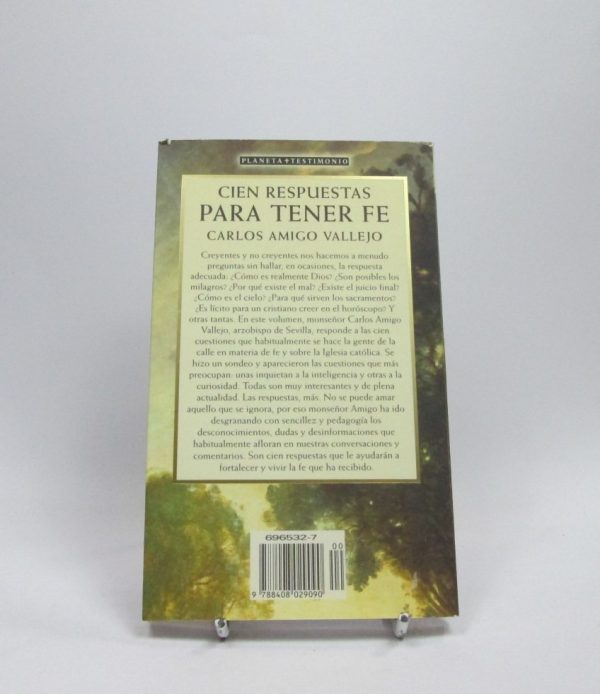 PLANETA+TESTIMONIO
CIEN RESPUESTAS
PARA TENER FE
CARLOS AMIGO VALLEJO
Creyentes y no creyentes nos hacemos a menudo
preguntas sin hallar, en ocasiones, la respuesta
adecuada: ¿Cómo es realmente Dios? ¿Son posibles los
milagros? ¿Por qué existe el mal? ¿Existe el juicio final?
¿Cómo es el cielo? ¿Para qué sirven los sacramentos?
¿Es lícito para un cristiano creer en el horóscopo? Y
otras tantas. En este volumen, monseñor Carlos Amigo
Vallejo, arzobispo de Sevilla, responde a las cien
cuestiones que habitualmente se hace la gente de la
calle en materia de fe y sobre la Iglesia católica. Se
hizo un sondeo y aparecieron las cuestiones que más
preocupan: unas inquietan a la inteligencia y otras a la
curiosidad. Todas son muy interesantes y de plena
actualidad. Las respuestas, más. No se puede amar
aquello que se ignora, por eso monseñor Amigo ha ido
desgranando con sencillez y pedagogía los
desconocimientos, dudas y desinformaciones que
habitualmente afloran en nuestras conversaciones y
comentarios. Son cien respuestas que le ayudarán a
fortalecer y vivir la fe que ha recibido.
696532-7
00
9 788408 029090